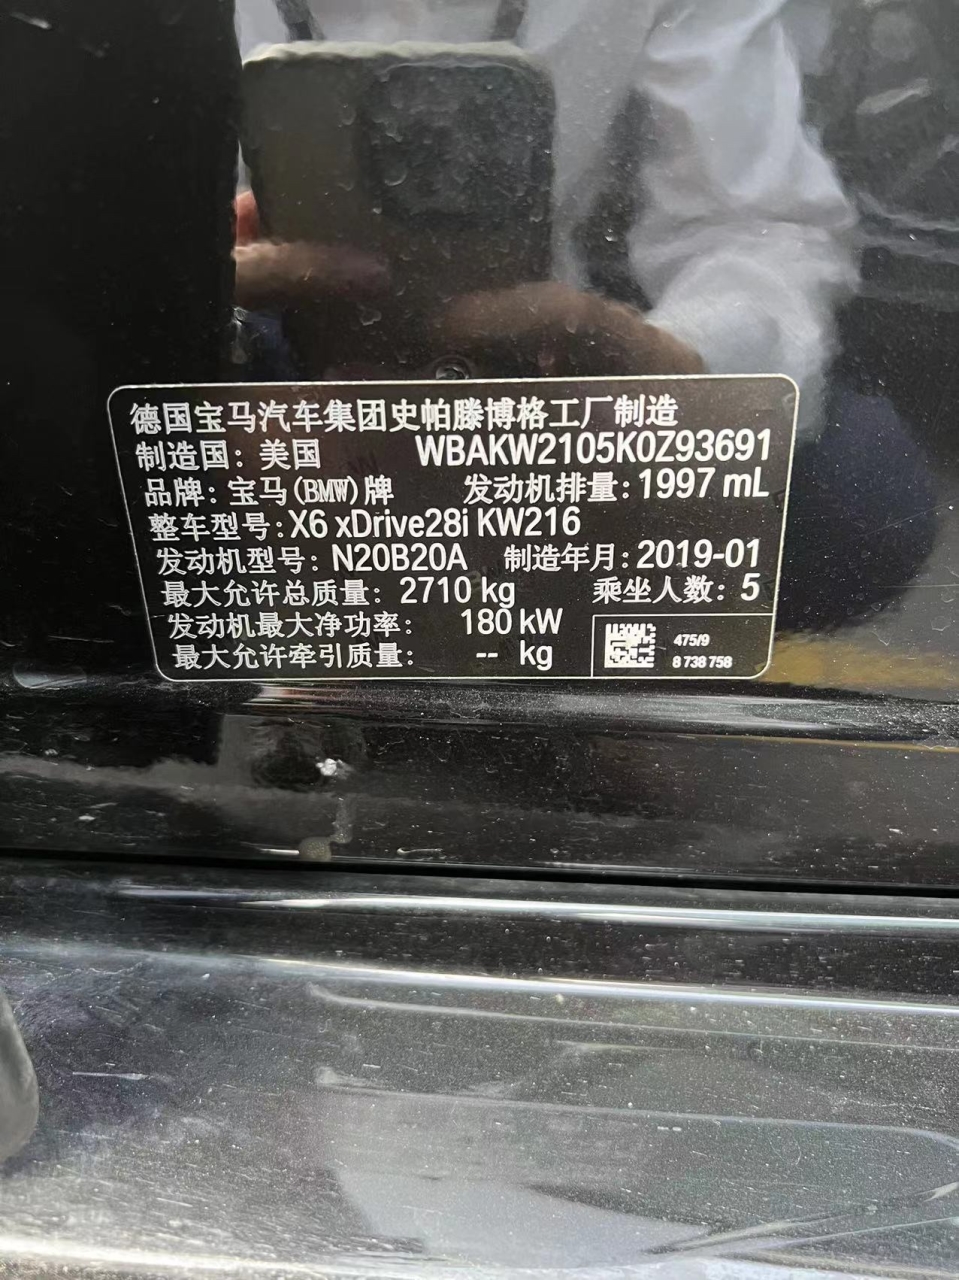 德国宝马汽车集团史帕滕博格工厂制造
制造国: 美国 WBAKW2105K0Z93691
品牌: 宝马(BMW)牌 发动机排量: 1997 mL
整车型号: X6 xDrive28i KW216
发动机型号: N20B20A 制造年月: 2019-01
最大允许总质量: 2710 kg 乘坐人数: 5
发动机最大净功率: 180 kW
最大允许牵引质量: -- kg
475/9
8 738 758